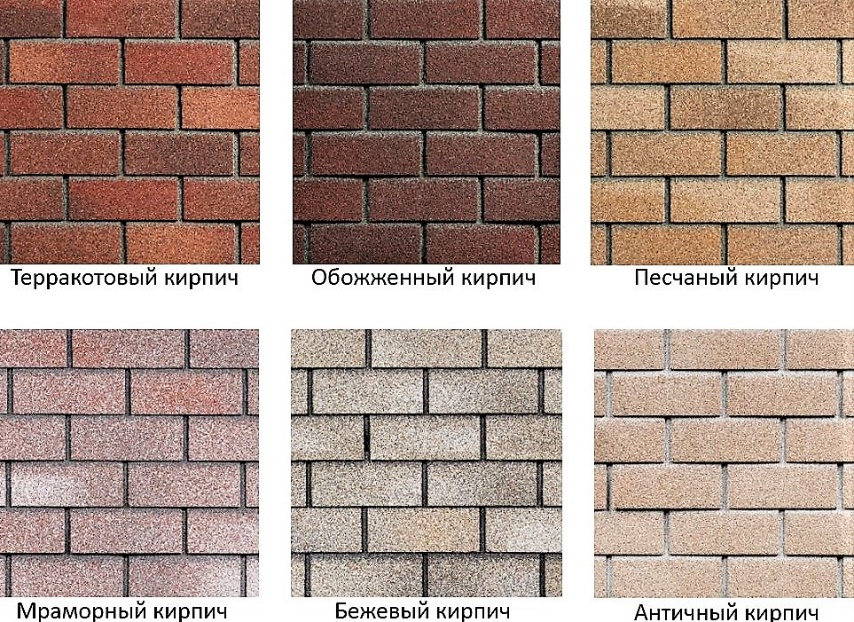 Терракотовый кирпич
Обожженный кирпич
Песчаный кирпич
Мраморный кирпич
Бежевый кирпич
Античный кирпич